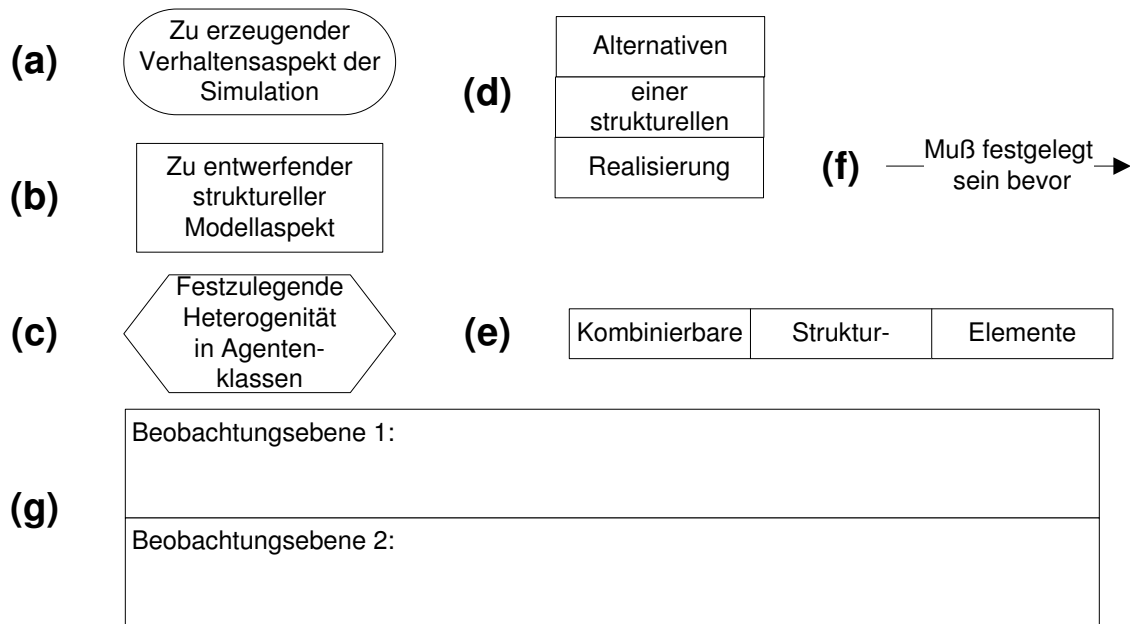 (a)
Zu erzeugender
Verhaltensaspekt der
Simulation
(b)
Zu entwerfender
struktureller
Modellaspekt
(c)
Festzulegende
Heterogenität
in Agenten-
klassen
(d)
Alternativen
einer
strukturellen
Realisierung
(e)
Kombinierbare Struktur- Elemente
(f)
Muß festgelegt
sein bevor
(g)
Beobachtungsebene 1:
Beobachtungsebene 2: